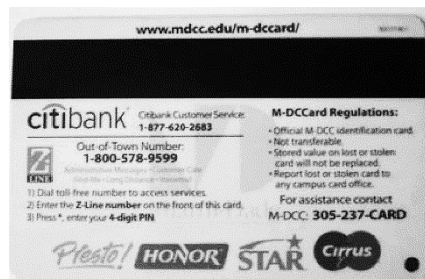 www.mdcc.edu/m-dccard/
citibank
Citibank Customer Service:
1-877-620-2683
Out-of-Town Number:
1-800-578-9599
Z
LINE
Administrative Messages • Customer Care
1) Dial toll-free number to access services.
2) Enter the Z-Line number on the front of this card.
3) Press *, enter your 4-digit PIN.
M-DCCard Regulations:
• Official M-DCC identification card.
• Not transferable.
• Stored value on lost or stolen
card will not be replaced.
• Report lost or stolen card to
any campus card office.
For assistance contact
M-DCC: 305-237-CARD
Presto!
HONOR
STAR
Cirrus